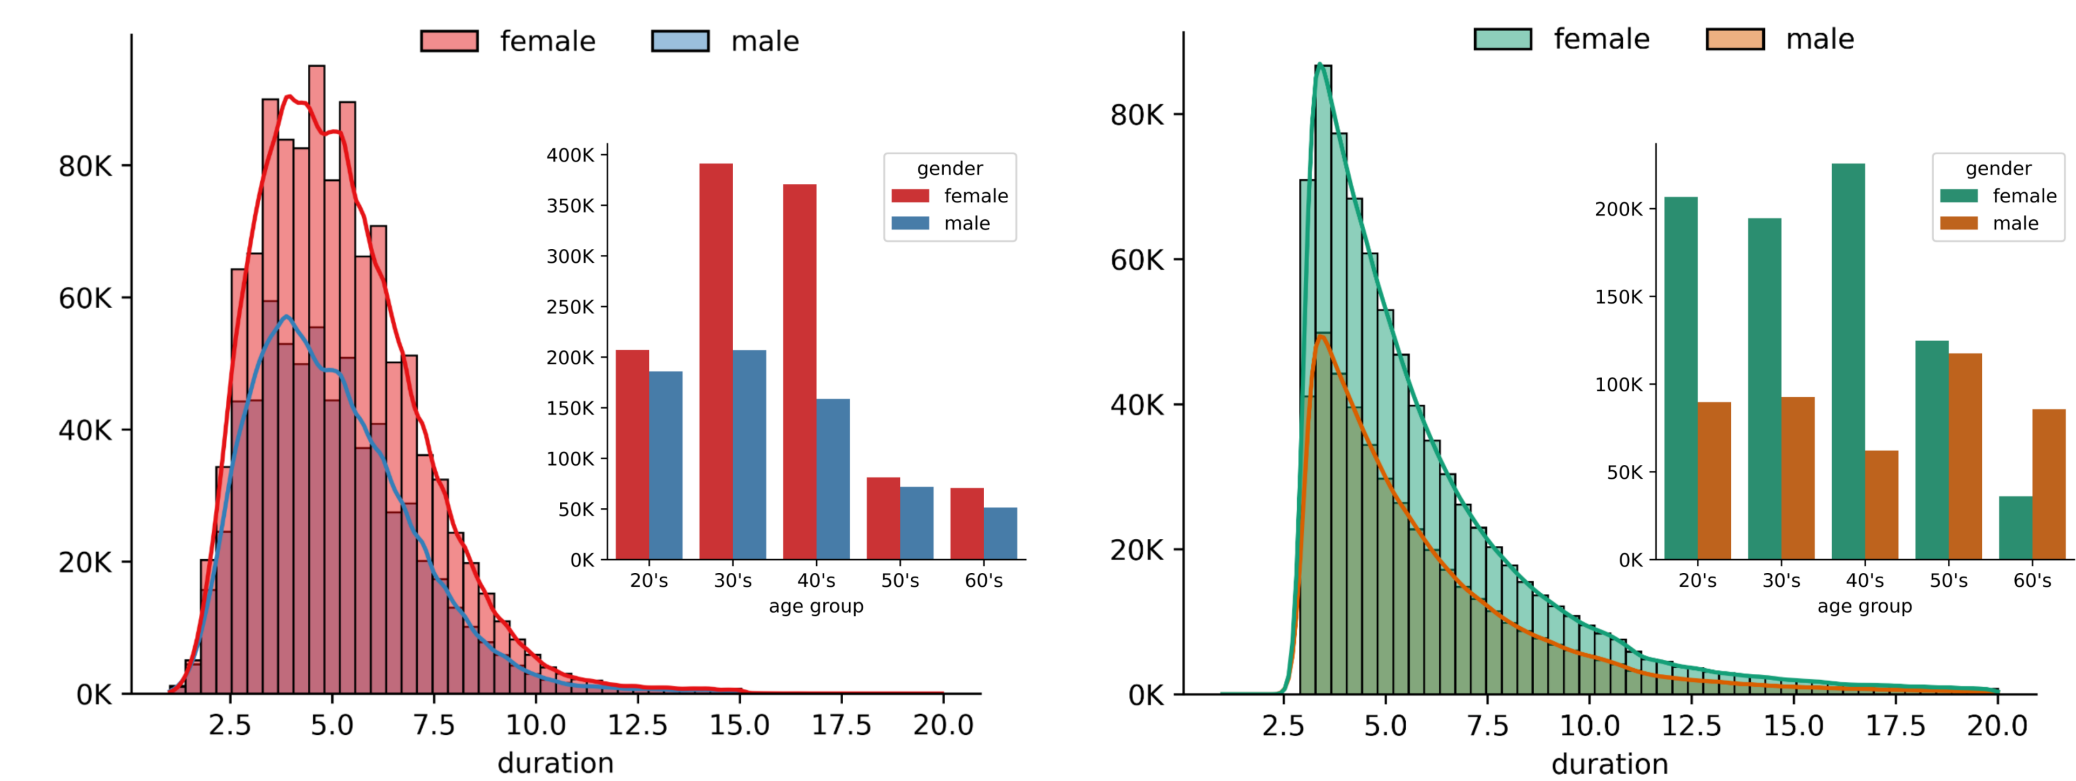 female male
80K
60K
40K
20K
0K
2.5 5.0 7.5 10.0 12.5 15.0 17.5 20.0
duration
400K
350K
300K
250K
200K
150K
100K
50K
0K
20's 30's 40's 50's 60's
age group
gender
female
male
female male
80K
60K
40K
20K
0K
2.5 5.0 7.5 10.0 12.5 15.0 17.5 20.0
duration
200K
150K
100K
50K
0K
20's 30's 40's 50's 60's
age group
gender
female
male